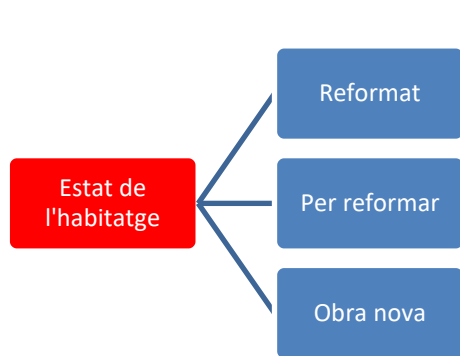 Reformat
Estat de
l'habitatge
Per reformar
Obra nova